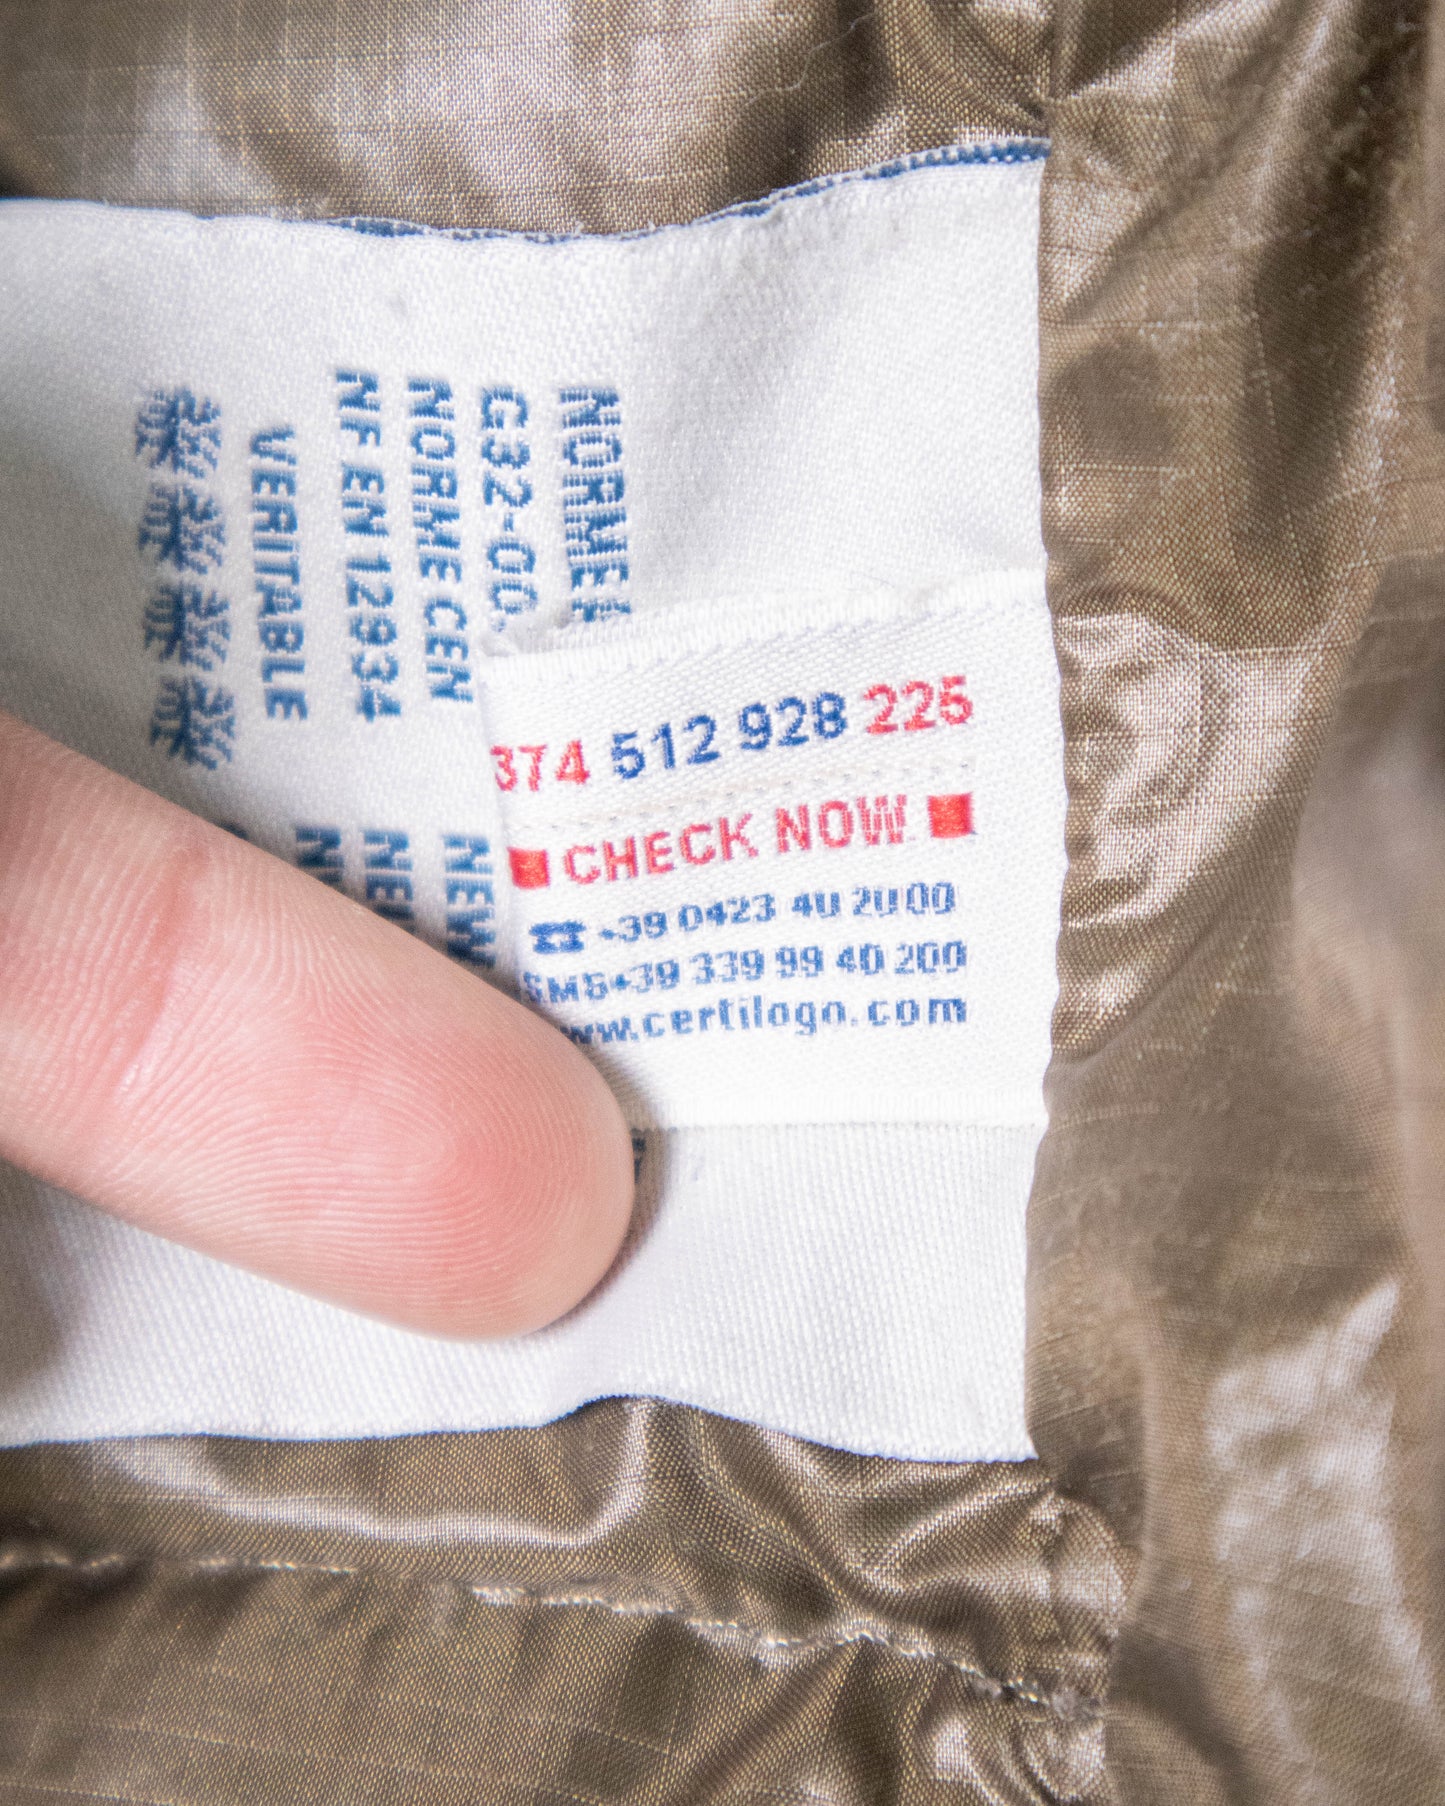 NORME
G32-00
NORME CEN
NF EN 12934
VERITABLE
374 512 928 225
CHECK NOW
+39 0423 40 2000
SMS+39 339 99 40 200
www.certilogo.com
NEW